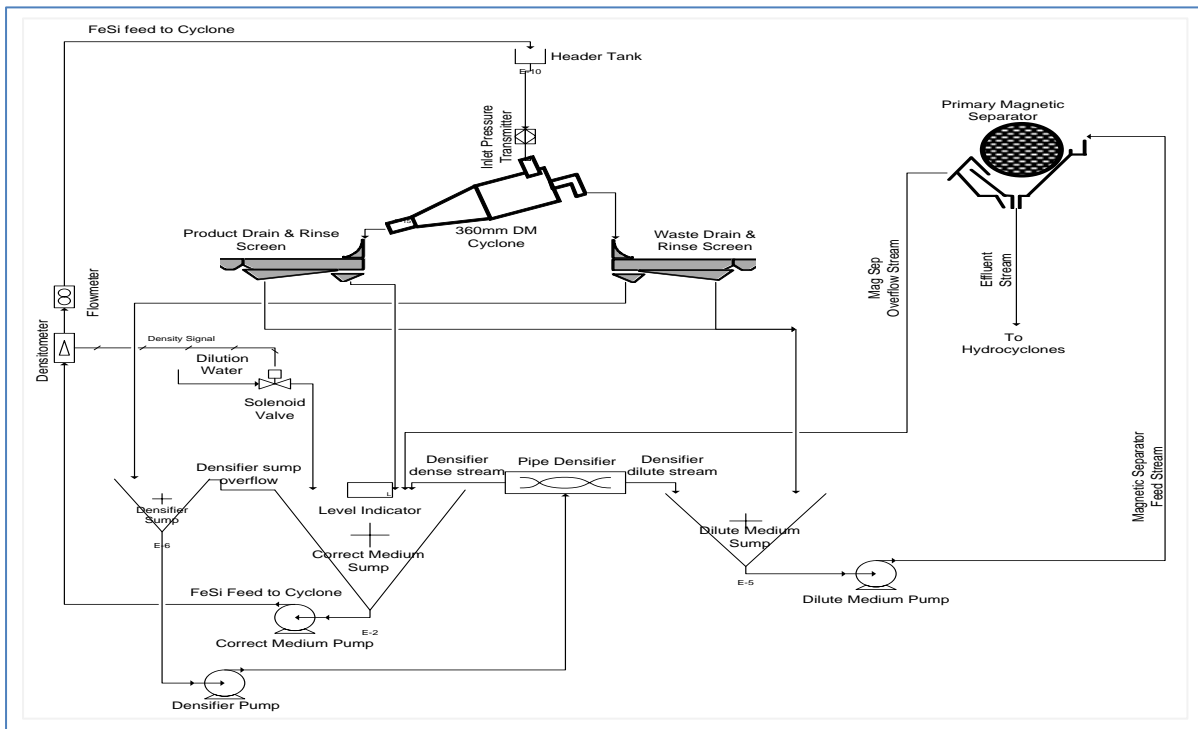 FeSi feed to Cyclone
Header Tank
E-10
Primary Magnetic
Separator
Inlet Pressure
Transmitter
360mm DM
Cyclone
Product Drain & Rinse
Screen
Waste Drain &
Rinse Screen
Mag Sep
Overflow Stream
Effluent
Stream
To
Hydrocyclones
Flowmeter
Densitometer
Density Signal
Dilution
Water
Solenoid
Valve
Densifier sump
overflow
Densifier
dense stream
Pipe Densifier
Densifier
dilute stream
Magnetic Separator
Feed Stream
L
Level Indicator
Densifier
Sump
E-6
Correct Medium
Sump
Dilute Medium
Sump
E-5
Dilute Medium Pump
FeSi Feed to Cyclone
E-2
Correct Medium Pump
Densifier Pump